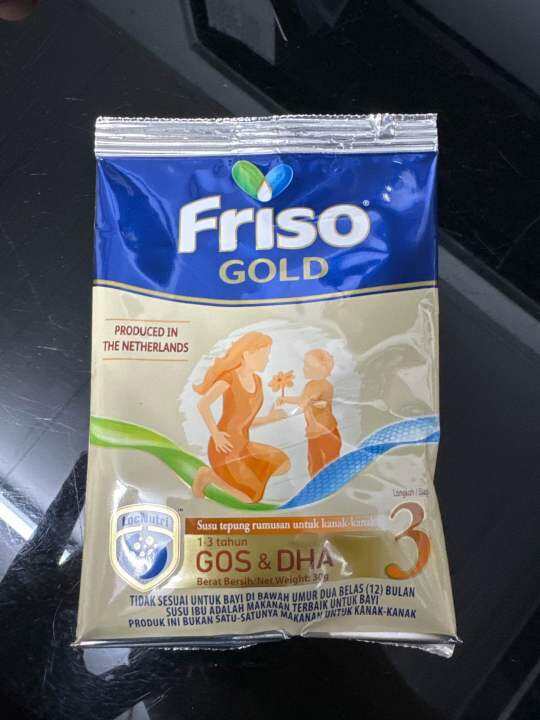 Friso®
GOLD
PRODUCED IN
THE NETHERLANDS
Langkah /
3
LocNutri™
Susu tepung rumusan untuk kanak-kanak
1-3 tahun
GOS & DHA
Berat Bersih/Net Weight: 30g
TIDAK SESUAI UNTUK BAYI DI BAWAH UMUR DUA BELAS (12) BULAN
SUSU IBU ADALAH MAKANAN TERBAIK UNTUK BAYI
PRODUK INI BUKAN SATU-SATUNYA MAKANAN UNTUK KANAK-KANAK